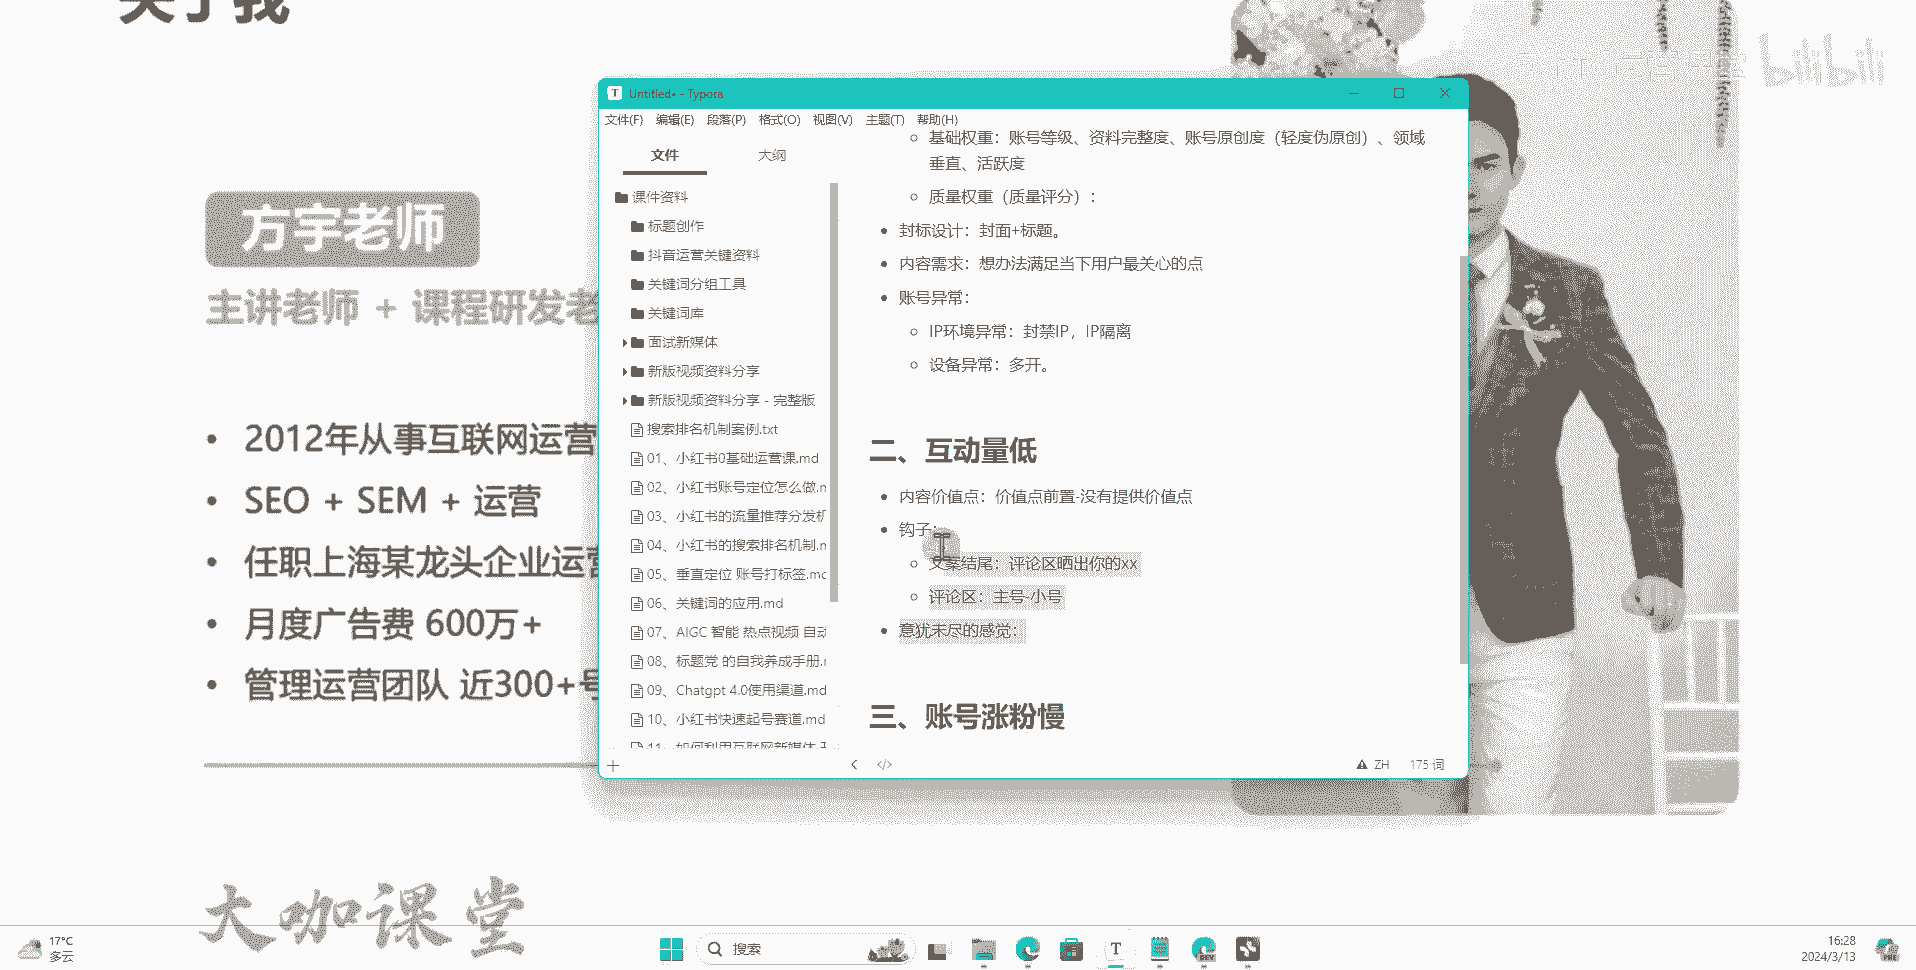 关于我
bilibili
方宇老师
主讲老师 + 课程研发老
2012年从事互联网运营
SEO + SEM + 运营
任职上海某龙头企业运营
月度广告费 600万+
管理运营团队 近300+号
大咖课堂
Untitled• - Typora
文件(F) 编辑(E) 段落(P) 格式(O) 视图(V) 主题(T) 帮助(H)
文件 大纲
课件资料
标题创作
抖音运营关键资料
关键词分组工具
关键词库
面试新媒体
新版视频资料分享
新版视频资料分享 - 完整版
搜索排名机制案例.txt
01、小红书0基础运营课.md
02、小红书账号定位怎么做.m
03、小红书的流量推荐分发机
04、小红书的搜索排名机制.m
05、垂直定位 账号打标签.mc
06、关键词的应用.md
07、AIGC 智能 热点视频 自动
08、标题党 的自我养成手册.r
09、Chatgpt 4.0使用渠道.md
10、小红书快速起号赛道.md
11、如何利用互联网新媒体
基础权重：账号等级、资料完整度、账号原创度（轻度伪原创）、领域
垂直、活跃度
质量权重（质量评分）：
封标设计：封面+标题。
内容需求：想办法满足当下用户最关心的点
账号异常：
IP环境异常：封禁IP，IP隔离
设备异常：多开。
二、互动量低
内容价值点：价值点前置-没有提供价值点
钩子：
文案结尾：评论区晒出你的xx
评论区：主号-小号
意犹未尽的感觉：
三、账号涨粉慢
ZH 175 词
17°C
多云
搜索
16:28
2024/3/13